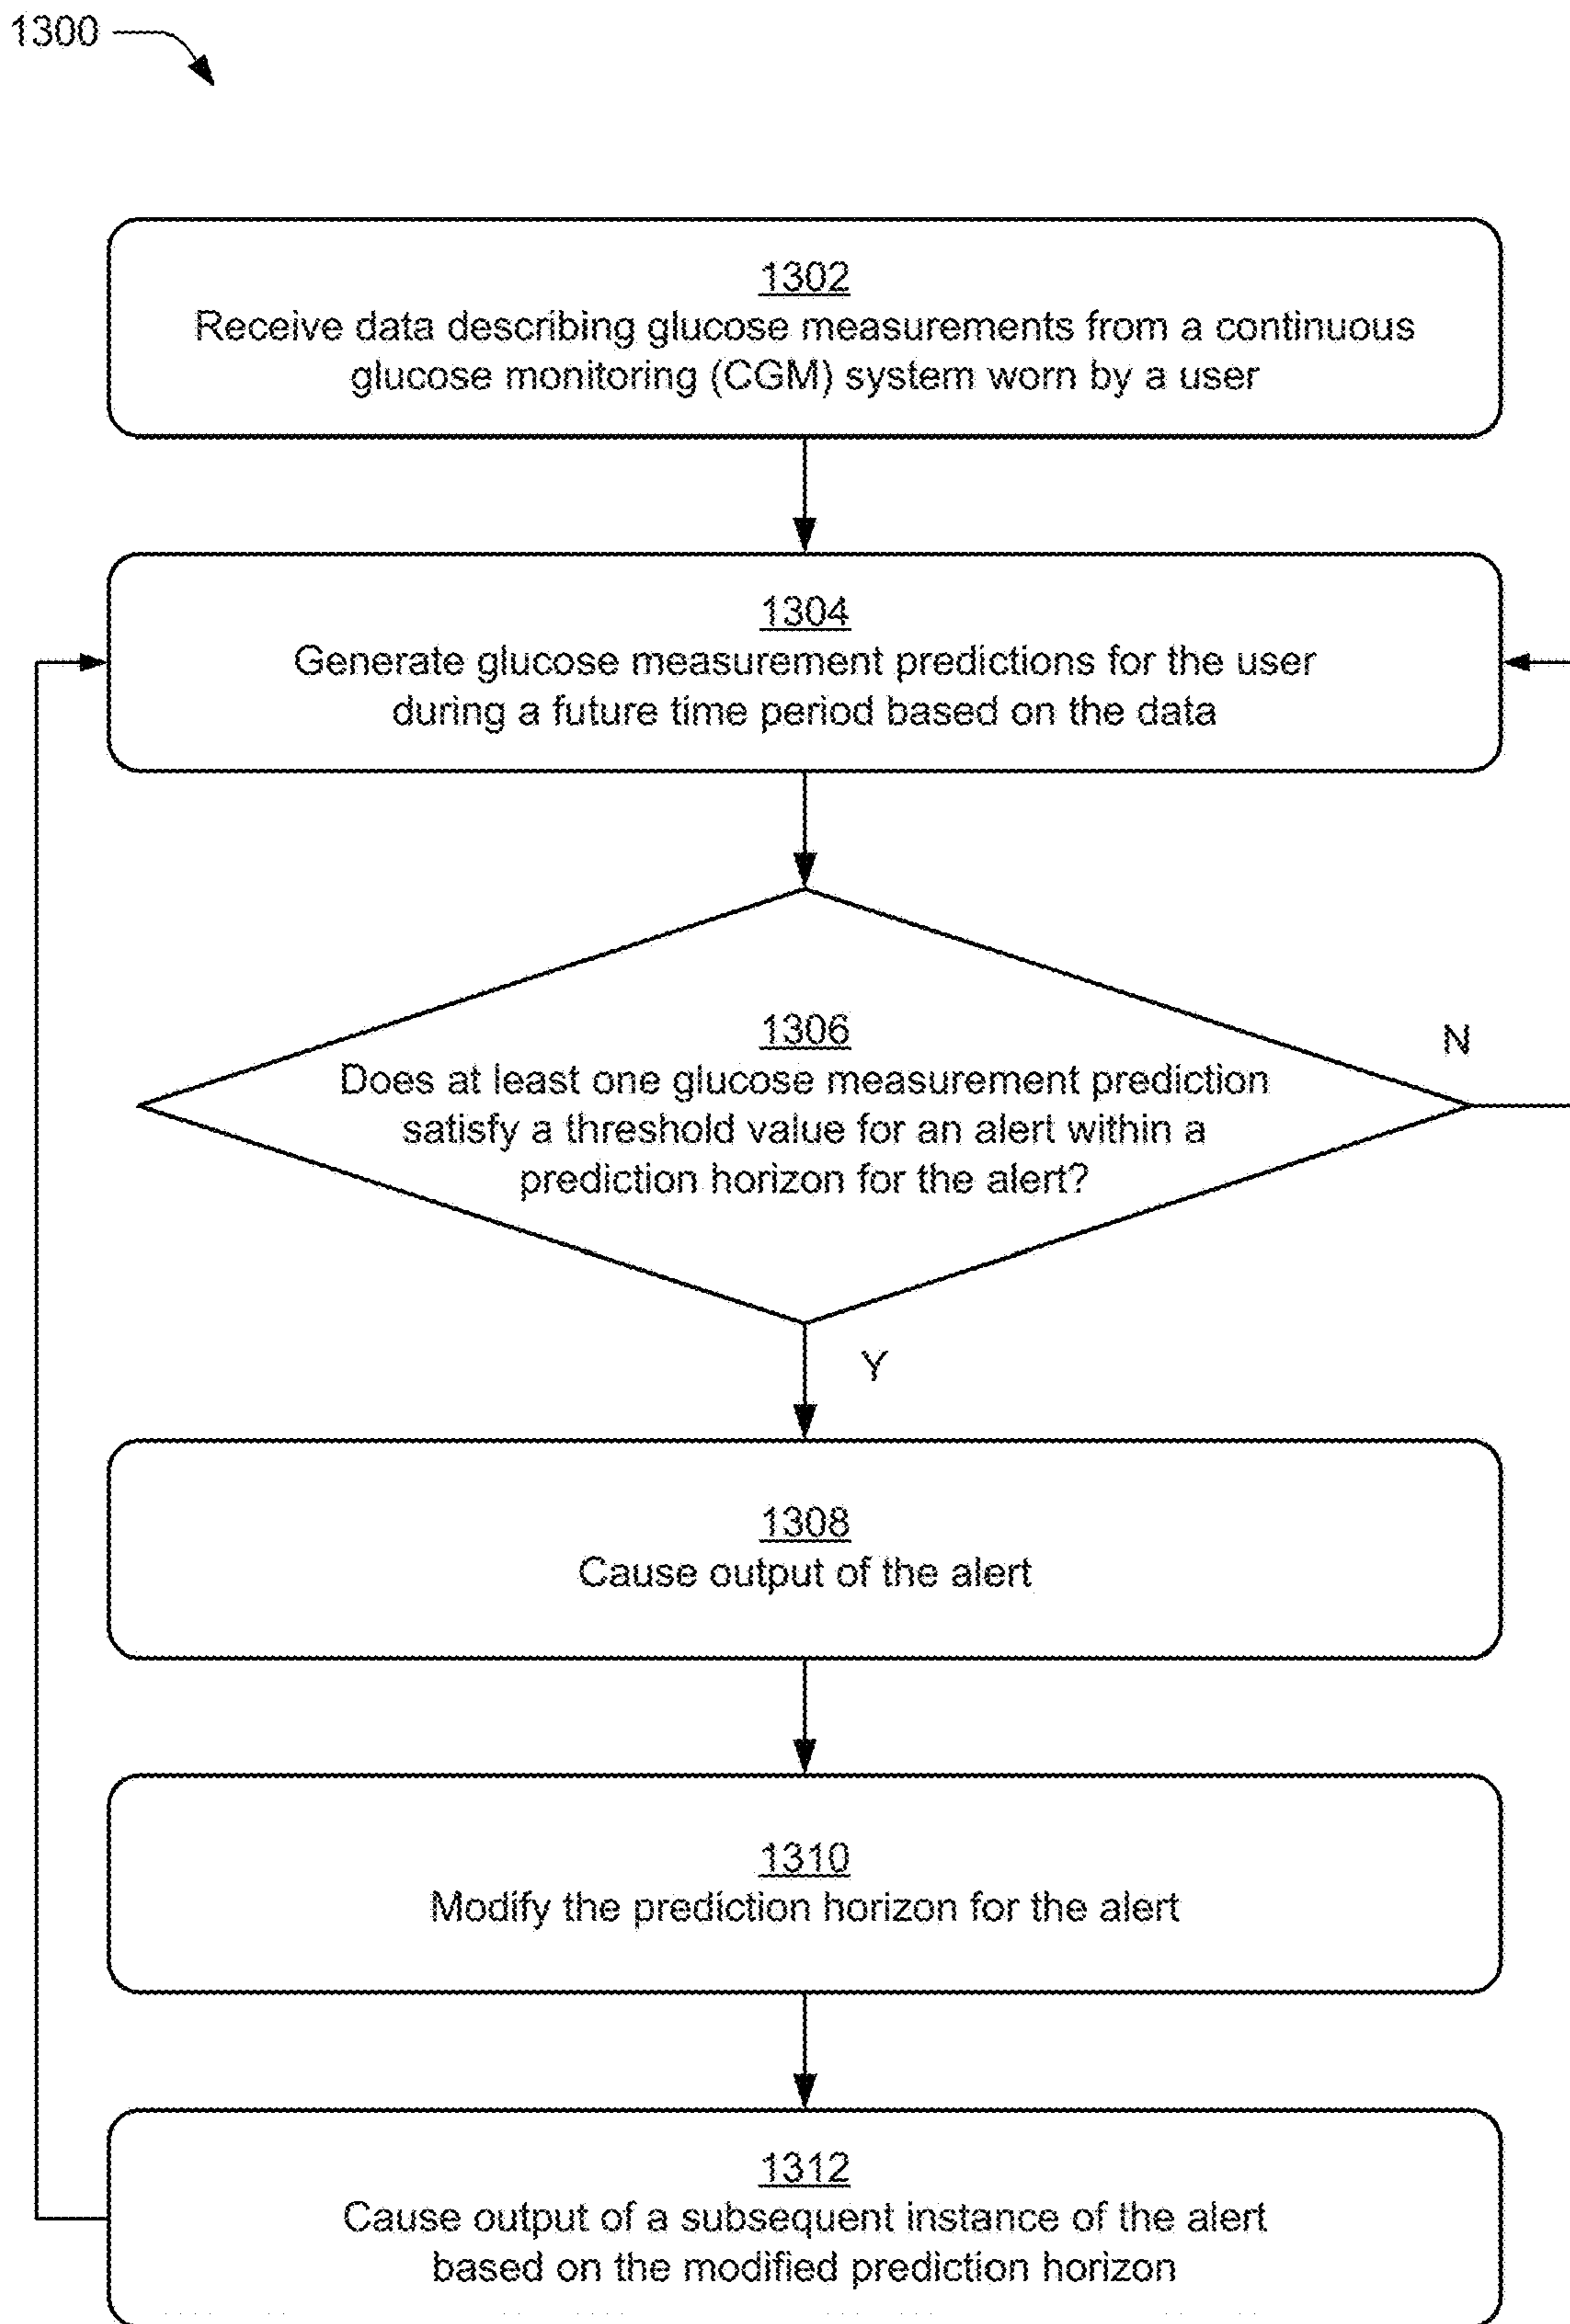 1300
1302
Receive data describing glucose measurements from a continuous
glucose monitoring (CGM) system worn by a user
1304
Generate glucose measurement predictions for the user
during a future time period based on the data
1306
Does at least one glucose measurement prediction
satisfy a threshold value for an alert within a
prediction horizon for the alert?
N
Y
1308
Cause output of the alert
1310
Modify the prediction horizon for the alert
1312
Cause output of a subsequent instance of the alert
based on the modified prediction horizon